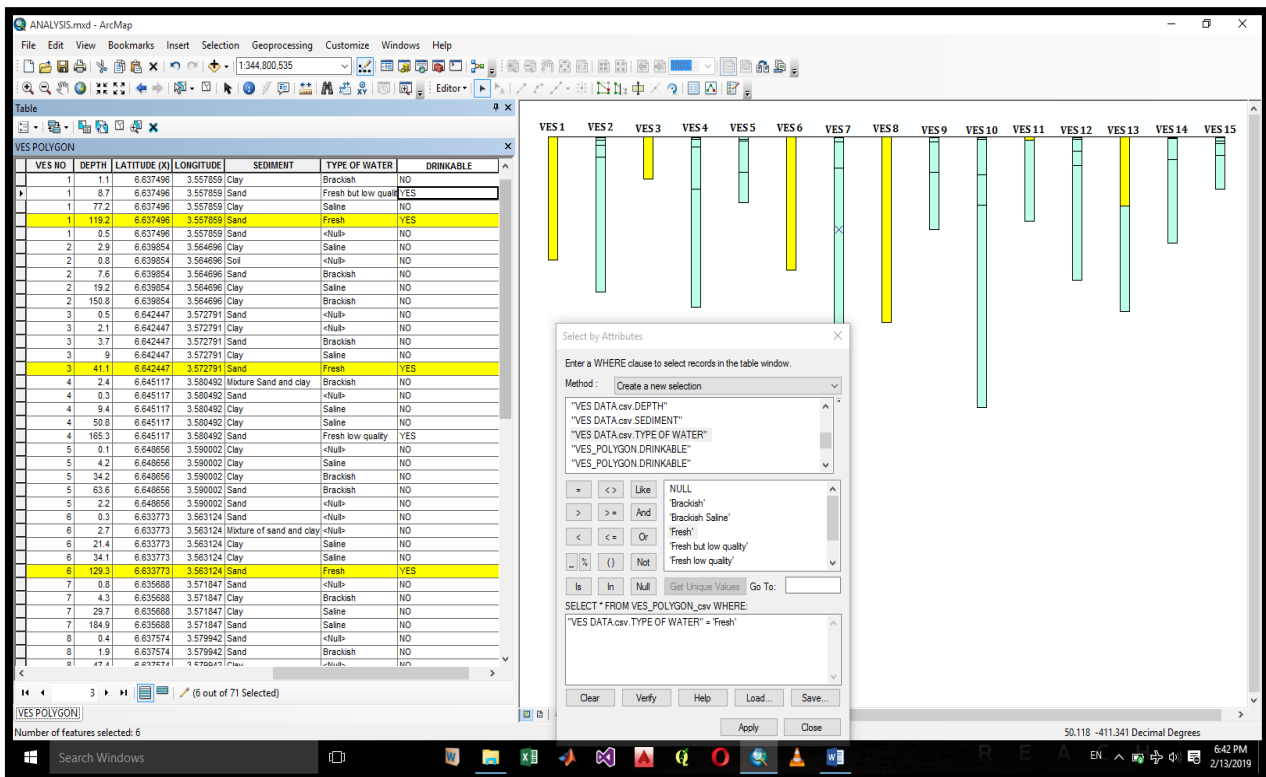 ANALYSIS.mxd - ArcMap
File Edit View Bookmarks Insert Selection Geoprocessing Customize Windows Help
1:344,800,535
100%
Editor
Table
VES POLYGON
VES NO DEPTH LATITUDE (X) LONGITUDE SEDIMENT TYPE OF WATER DRINKABLE
1 1.1 6.637496 3.557859 Clay Brackish NO
1 8.7 6.637496 3.557859 Sand Fresh but low qualit YES
1 77.2 6.637496 3.557859 Clay Saline NO
1 119.2 6.637496 3.557859 Sand Fresh YES
1 0.5 6.637496 3.557859 Sand <Null> NO
2 2.9 6.639854 3.564696 Clay Saline NO
2 0.8 6.639854 3.564696 Soil <Null> NO
2 7.6 6.639854 3.564696 Sand Brackish NO
2 19.2 6.639854 3.564696 Clay Saline NO
2 150.8 6.639854 3.564696 Clay Brackish NO
3 0.5 6.642447 3.572791 Sand <Null> NO
3 2.1 6.642447 3.572791 Clay <Null> NO
3 3.7 6.642447 3.572791 Sand Brackish NO
3 9 6.642447 3.572791 Clay Saline NO
3 41.1 6.642447 3.572791 Sand Fresh YES
4 2.4 6.645117 3.580492 Mixture Sand and clay Brackish NO
4 0.3 6.645117 3.580492 Sand <Null> NO
4 9.4 6.645117 3.580492 Clay Saline NO
4 50.8 6.645117 3.580492 Clay Saline NO
4 165.3 6.645117 3.580492 Sand Fresh low quality YES
5 0.1 6.648656 3.590002 Clay <Null> NO
5 4.2 6.648656 3.590002 Clay Saline NO
5 34.2 6.648656 3.590002 Clay Brackish NO
5 63.6 6.648656 3.590002 Sand Brackish NO
5 2.2 6.648656 3.590002 Sand <Null> NO
6 0.3 6.633773 3.563124 Sand <Null> NO
6 2.7 6.633773 3.563124 Mixture of sand and clay <Null> NO
6 21.4 6.633773 3.563124 Clay Saline NO
6 34.1 6.633773 3.563124 Clay Saline NO
6 129.3 6.633773 3.563124 Sand Fresh YES
7 0.8 6.635688 3.571847 Sand <Null> NO
7 4.3 6.635688 3.571847 Clay Brackish NO
7 29.7 6.635688 3.571847 Clay Saline NO
7 184.9 6.635688 3.571847 Sand Saline NO
8 0.4 6.637574 3.579942 Sand <Null> NO
8 1.9 6.637574 3.579942 Sand Brackish NO
8 47.4 6.637574 3.579942 Clay <Null> NO
3 (6 out of 71 Selected)
VES POLYGON
Number of features selected: 6
VES 1 VES 2 VES 3 VES 4 VES 5 VES 6 VES 7 VES 8 VES 9 VES 10 VES 11 VES 12 VES 13 VES 14 VES 15
Select by Attributes
Enter a WHERE clause to select records in the table window.
Method : Create a new selection
"VES DATA.csv.DEPTH"
"VES DATA.csv.SEDIMENT"
"VES DATA.csv.TYPE OF WATER"
"VES_POLYGON.DRINKABLE"
"VES_POLYGON.DRINKABLE"
= <> Like
> >= And
< <= Or
_ % () Not
Is In Null
NULL
'Brackish'
'Brackish Saline'
'Fresh'
'Fresh but low quality'
'Fresh low quality'
Get Unique Values Go To:
SELECT * FROM VES_POLYGON_csv WHERE:
"VES DATA.csv.TYPE OF WATER" = 'Fresh'
Clear Verify Help Load... Save...
Apply Close
50.118 -411.341 Decimal Degrees
Search Windows
EN
6:42 PM
2/13/2019